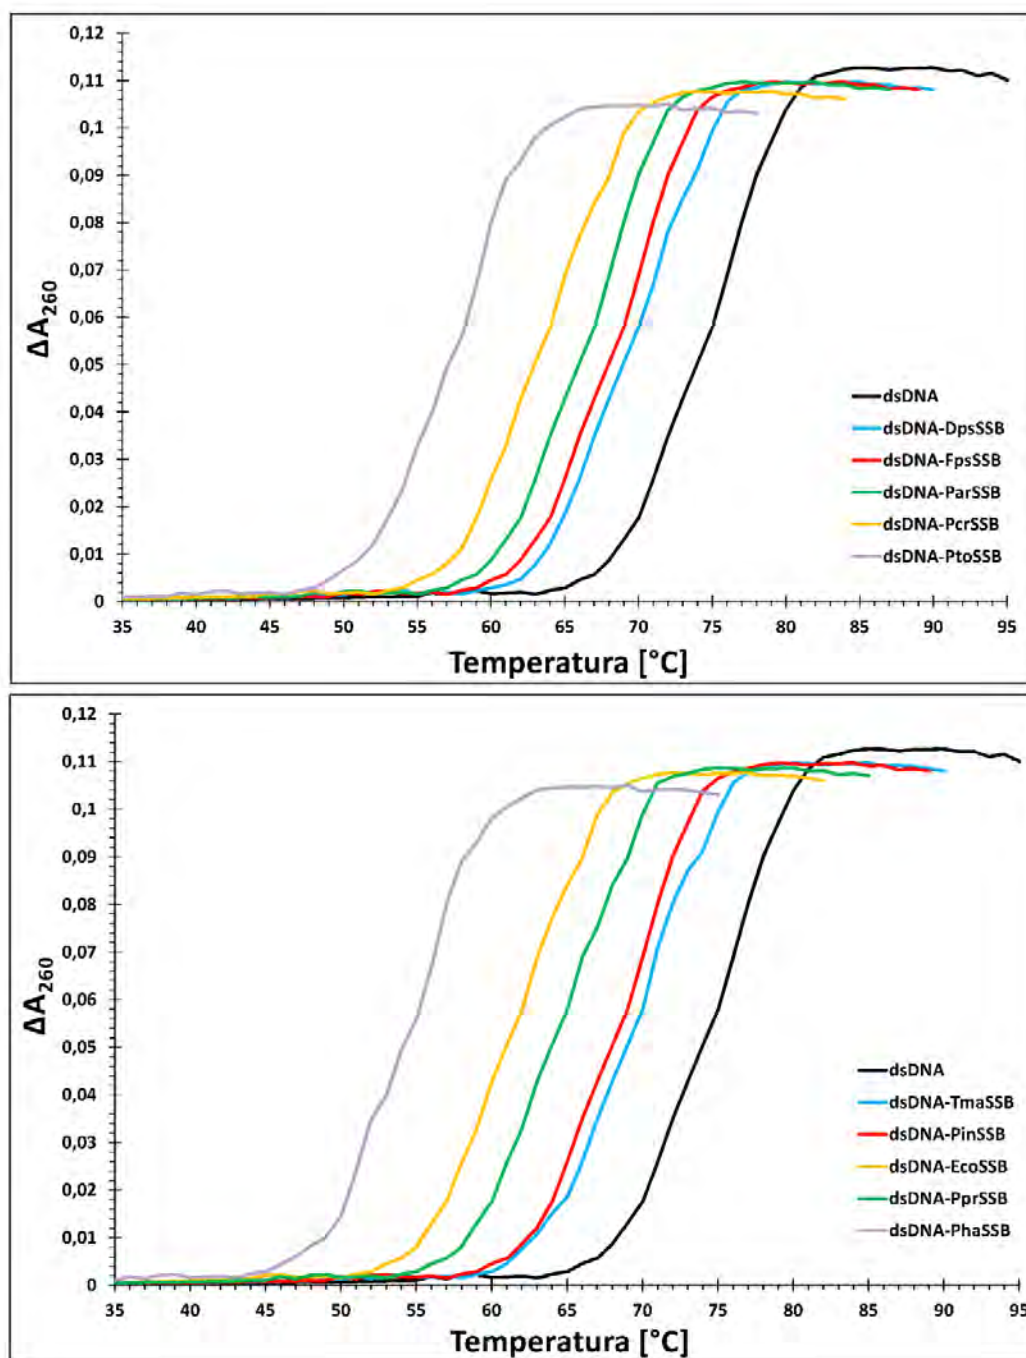 0,12
0,11
0,1
0,09
0,08
0,07
0,06
0,05
0,04
0,03
0,02
0,01
0
ΔA260
dsDNA
dsDNA-DpsSSB
dsDNA-FpsSSB
dsDNA-ParSSB
dsDNA-PcrSSB
dsDNA-PtoSSB
35 40 45 50 55 60 65 70 75 80 85 90 95
Temperatura [°C]
0,12
0,11
0,1
0,09
0,08
0,07
0,06
0,05
0,04
0,03
0,02
0,01
0
ΔA260
dsDNA
dsDNA-TmaSSB
dsDNA-PinSSB
dsDNA-EcoSSB
dsDNA-PprSSB
dsDNA-PhaSSB
35 40 45 50 55 60 65 70 75 80 85 90 95
Temperatura [°C]